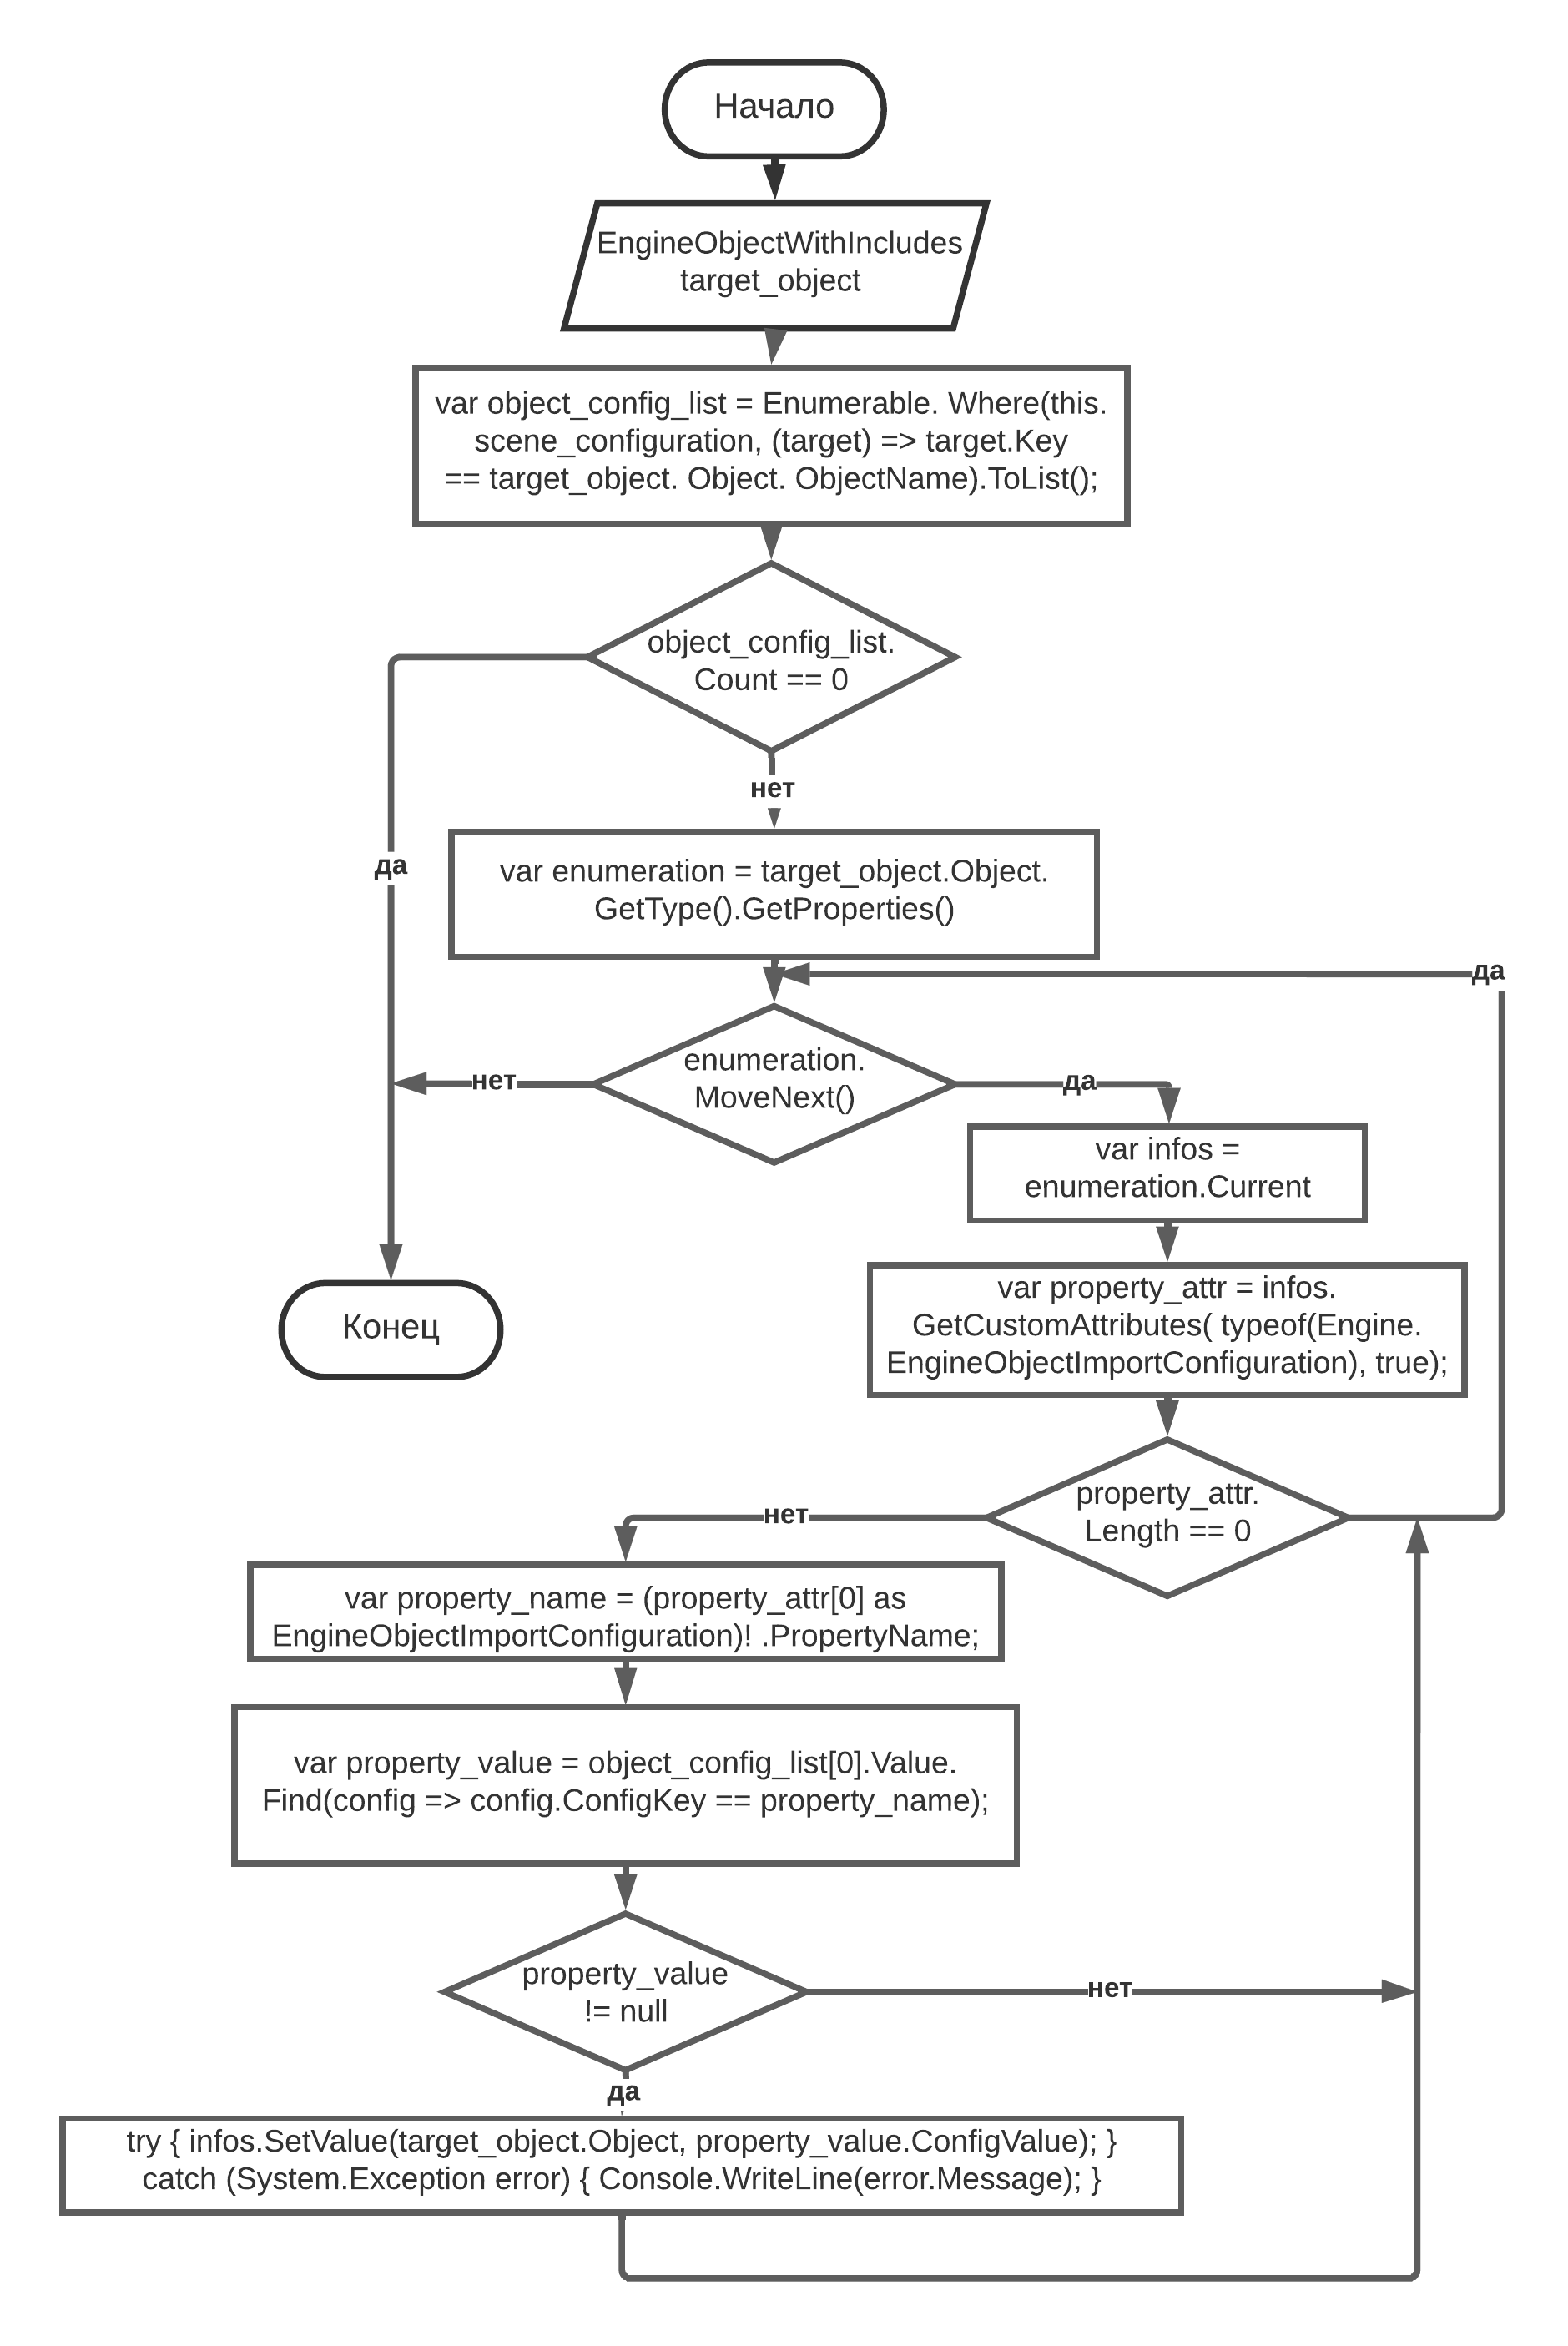 Начало
EngineObjectWithIncludes
target_object
var object_config_list = Enumerable. Where(this.
scene_configuration, (target) => target.Key
== target_object. Object. ObjectName).ToList();
object_config_list.
Count == 0
нет
да
var enumeration = target_object.Object.
GetType().GetProperties()
да
enumeration.
MoveNext()
нет
да
var infos =
enumeration.Current
var property_attr = infos.
GetCustomAttributes( typeof(Engine.
EngineObjectImportConfiguration), true);
Конец
property_attr.
Length == 0
нет
var property_name = (property_attr[0] as
EngineObjectImportConfiguration)! .PropertyName;
var property_value = object_config_list[0].Value.
Find(config => config.ConfigKey == property_name);
property_value
!= null
нет
да
try { infos.SetValue(target_object.Object, property_value.ConfigValue); }
catch (System.Exception error) { Console.WriteLine(error.Message); }